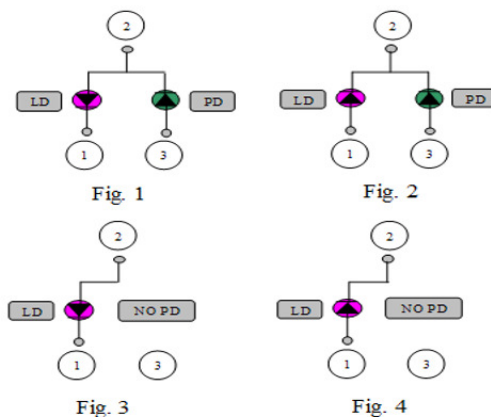 2 2
LD PD LD PD
1 3 1 3
Fig. 1 Fig. 2
2 2
LD NO PD LD NO PD
1 3 1 3
Fig. 3 Fig. 4